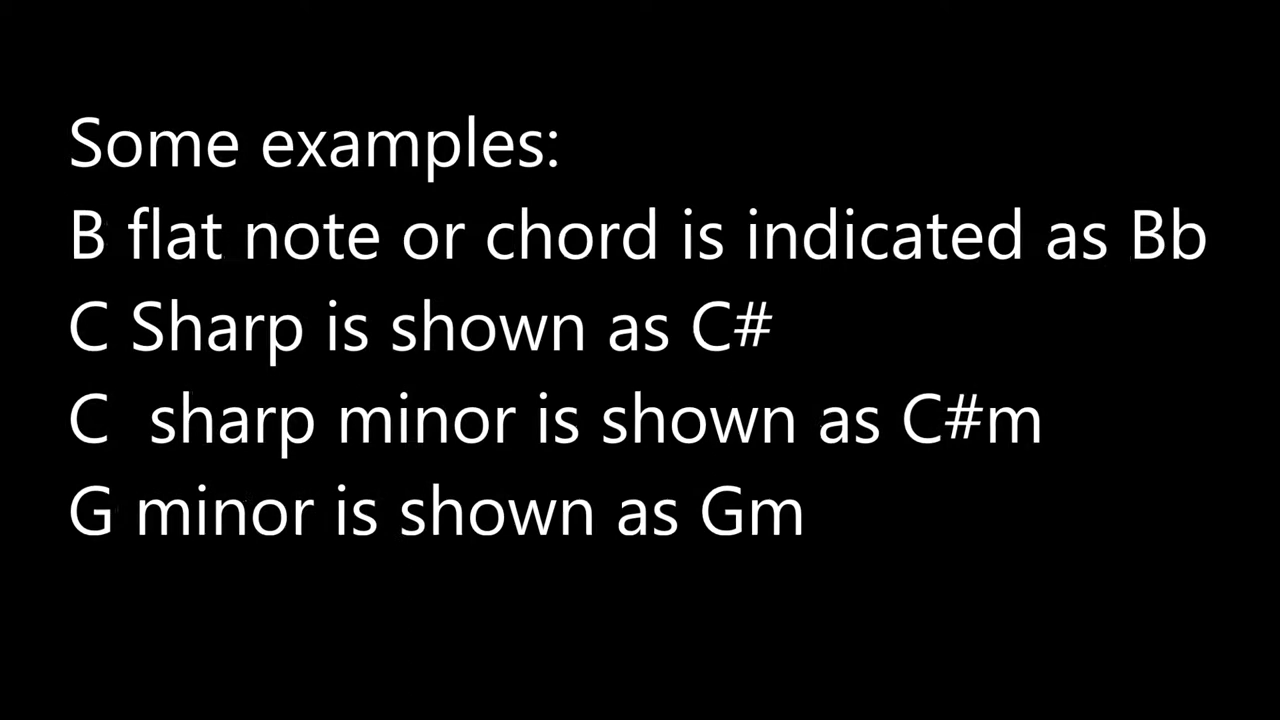 Some examples:
B flat note or chord is indicated as Bb
C Sharp is shown as C#
C  sharp minor is shown as C#m
G minor is shown as Gm